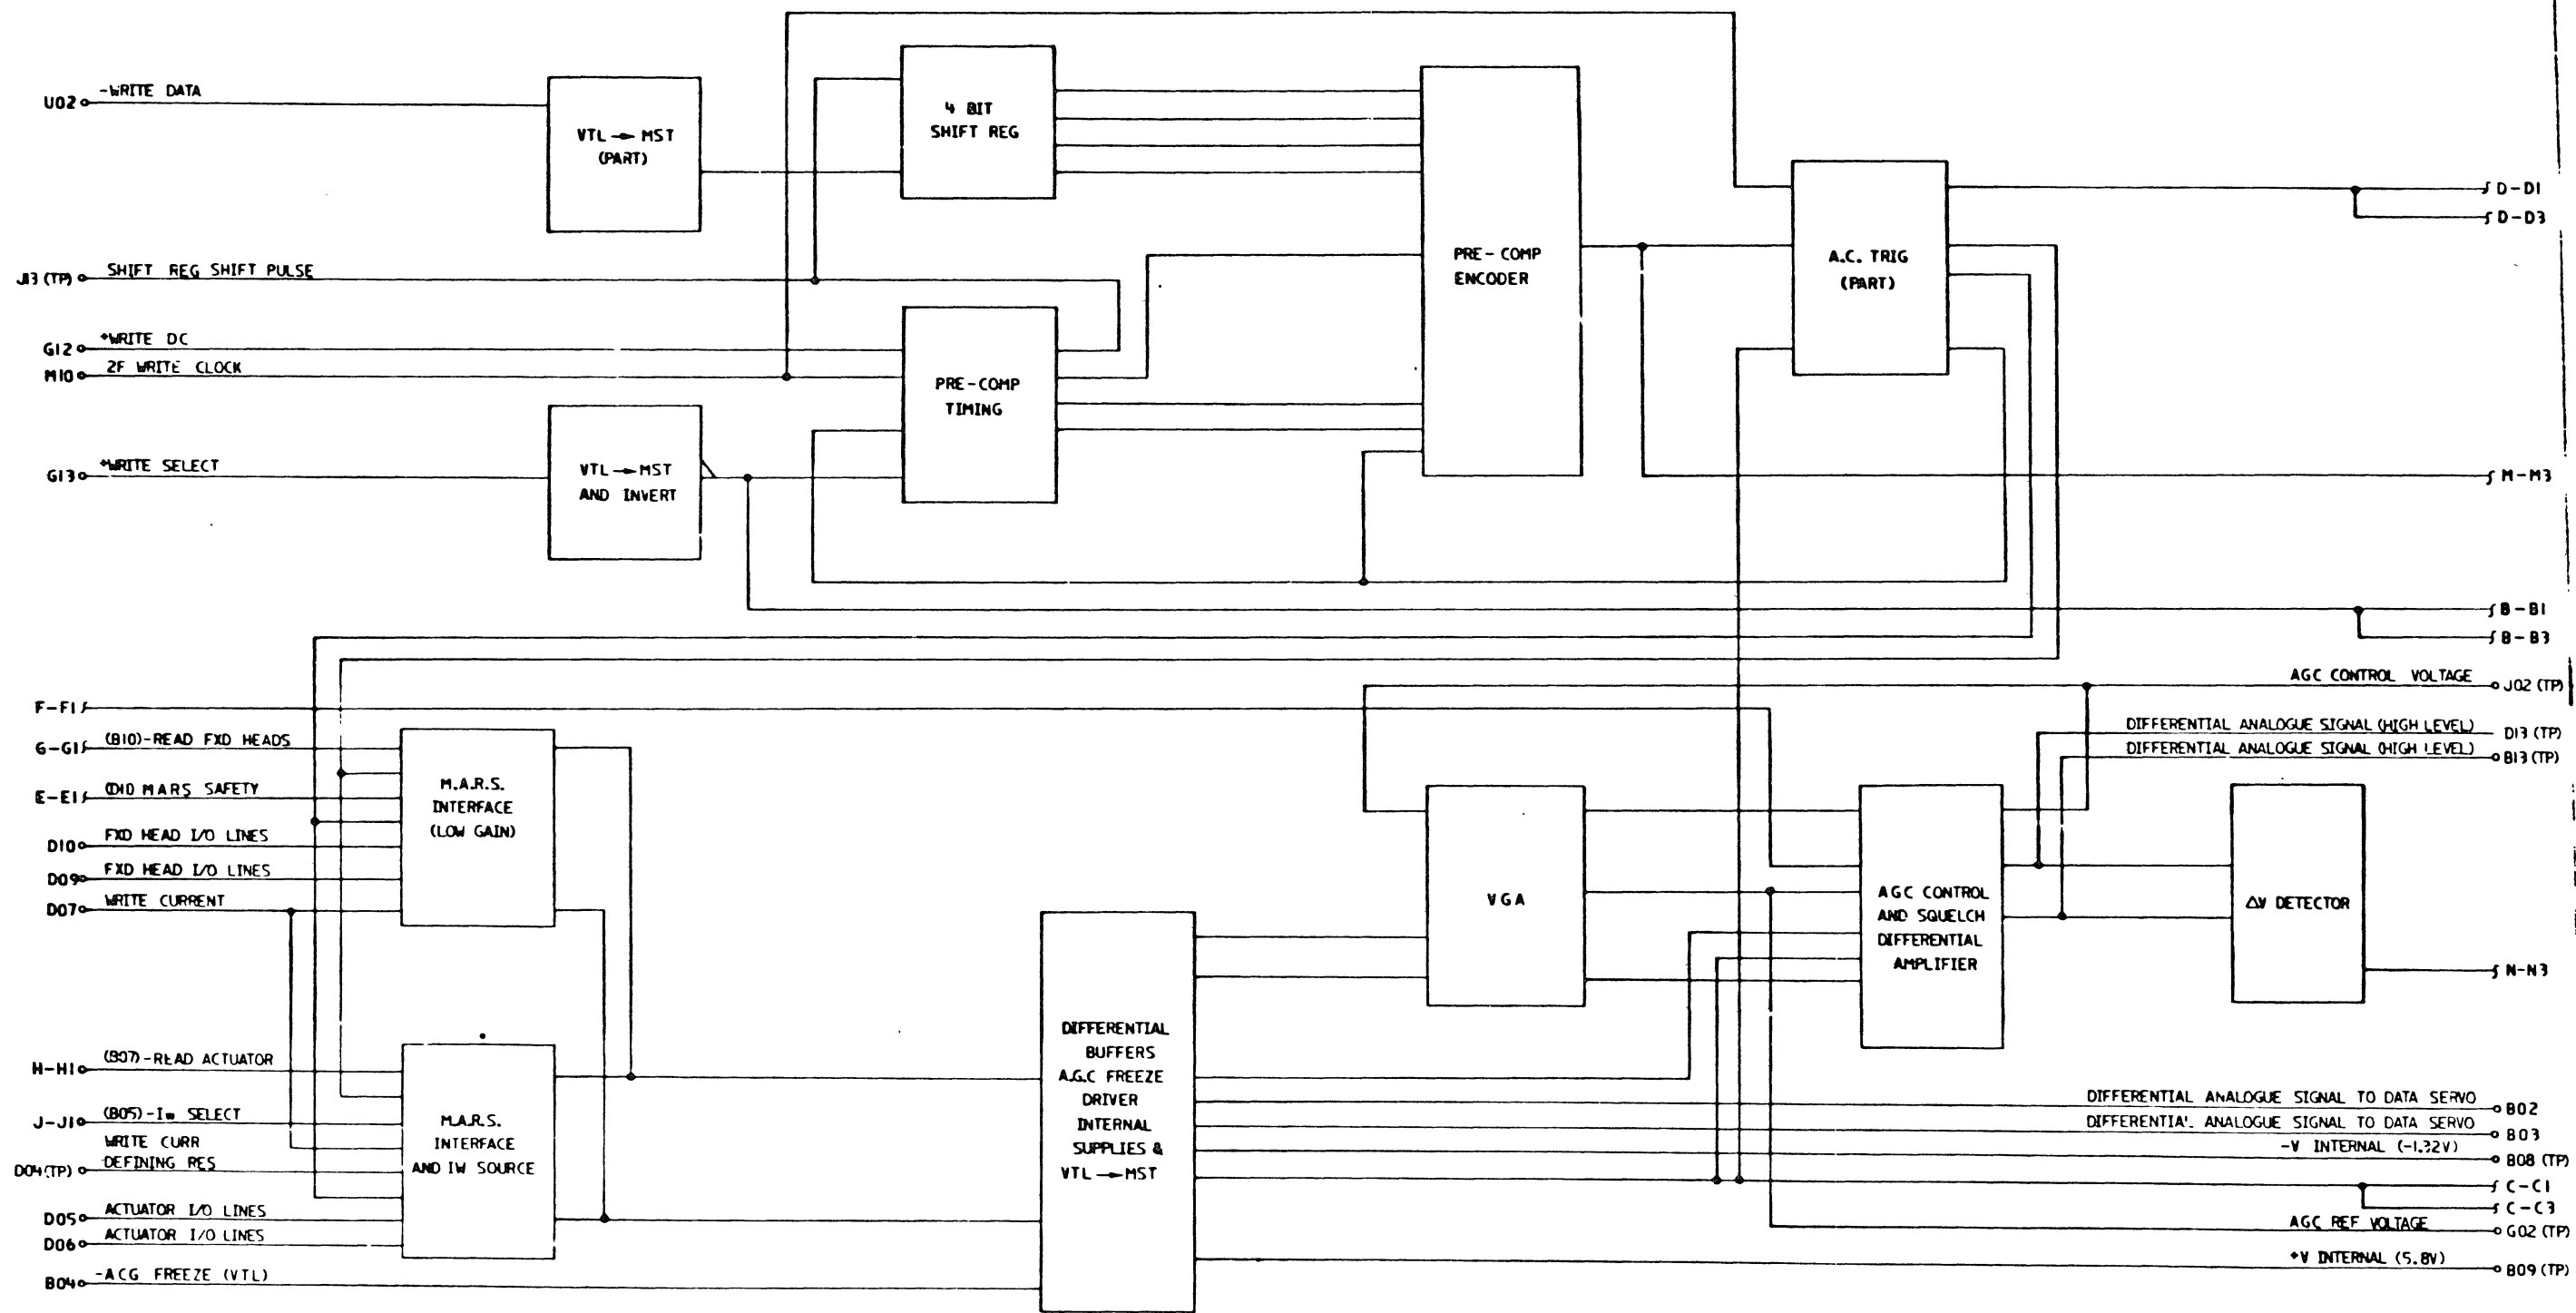 U02 -WRITE DATA
VTL → MST
(PART)
4 BIT
SHIFT REG
PRE-COMP
ENCODER
A.C. TRIG
(PART)
D-D1
D-D3
J13 (TP) SHIFT REG SHIFT PULSE
G12 +WRITE DC
M10 2F WRITE CLOCK
PRE-COMP
TIMING
G13 +WRITE SELECT
VTL → MST
AND INVERT
M-M3
B-B1
B-B3
AGC CONTROL VOLTAGE J02 (TP)
DIFFERENTIAL ANALOGUE SIGNAL (HIGH LEVEL) D13 (TP)
DIFFERENTIAL ANALOGUE SIGNAL (HIGH LEVEL) B13 (TP)
F-F1
G-G1 (B10)-READ FXD HEADS
E-E1 (D10 MARS SAFETY
D10 FXD HEAD I/O LINES
D09 FXD HEAD I/O LINES
D07 WRITE CURRENT
M.A.R.S.
INTERFACE
(LOW GAIN)
VGA
AGC CONTROL
AND SQUELCH
DIFFERENTIAL
AMPLIFIER
ΔV DETECTOR
N-N3
H-H1 (B07)-READ ACTUATOR
J-J1 (B05)-Iw SELECT
WRITE CURR
D04 (TP) DEFINING RES
D05 ACTUATOR I/O LINES
D06 ACTUATOR I/O LINES
B04 -ACG FREEZE (VTL)
M.A.R.S.
INTERFACE
AND IW SOURCE
DIFFERENTIAL
BUFFERS
A.G.C FREEZE
DRIVER
INTERNAL
SUPPLIES &
VTL → MST
DIFFERENTIAL ANALOGUE SIGNAL TO DATA SERVO B02
DIFFERENTIAL ANALOGUE SIGNAL TO DATA SERVO B03
-V INTERNAL (-1.32V) B08 (TP)
C-C1
C-C3
AGC REF VOLTAGE G02 (TP)
+V INTERNAL (5.8V) B09 (TP)